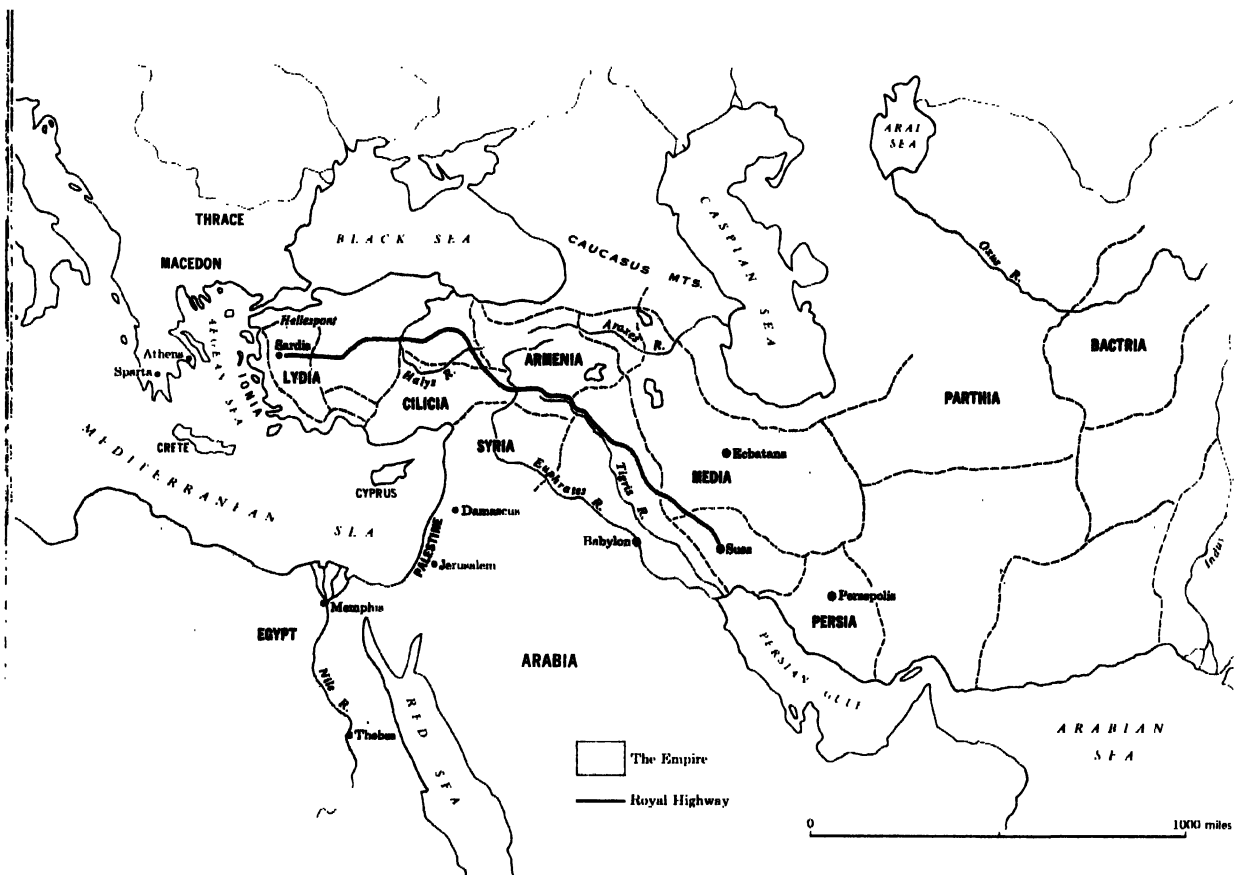 ARAL
SEA
THRACE
BLACK SEA
CASPIAN SEA
CAUCASUS MTS.
MACEDON
Oxus R.
AEGEAN SEA
Hellespont
Araxes R.
Athens
Sardis
BACTRIA
Sparta
IONIA
LYDIA
Halys R.
ARMENIA
CILICIA
PARTHIA
CRETE
SYRIA
MEDITERRANEAN SEA
Ecbatana
MEDIA
CYPRUS
Euphrates R.
Tigris R.
Damascus
PALESTINE
Babylon
Susa
Indus
Jerusalem
Memphis
Persepolis
PERSIA
EGYPT
ARABIA
PERSIAN GULF
Nile R.
RED SEA
Thebes
ARABIAN
SEA
The Empire
Royal Highway
0 1000 miles